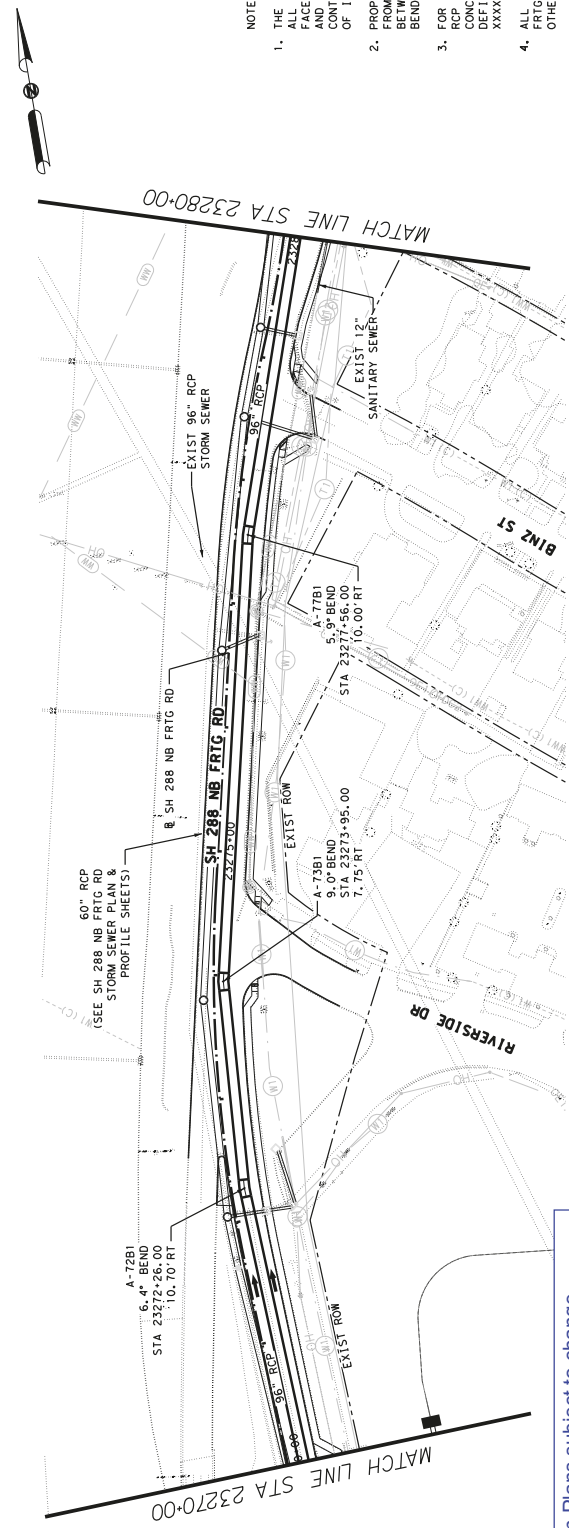 MATCH LINE STA 23280+00
EXIST 96" RCP
STORM SEWER
96" RCP
EXIST 12"
SANITARY SEWER
BINZ ST
A-77B1
5.9° BEND
STA 23277+56.00
10.00' RT
℄ SH 288 NB FRTG RD
SH 288 NB FRTG RD
23275+00
60" RCP
(SEE SH 288 NB FRTG RD
STORM SEWER PLAN &
PROFILE SHEETS)
EXIST ROW
A-73B1
9.0° BEND
STA 23273+95.00
7.75' RT
RIVERSIDE DR
A-72B1
6.4° BEND
STA 23272+26.00
10.70' RT
EXIST ROW
96" RCP
MATCH LINE STA 23270+00
NOTE
1. THE
ALL
FACE
AND
CONT
OF I
2. PROP
FROM
BETW
BEND
3. FOR
RCP
CONC
DEFI
XXXX
4. ALL
FRTG
OTHE
Plans subject to change